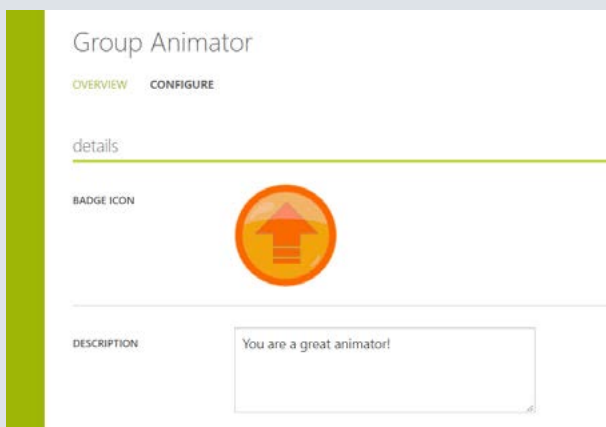 Group Animator
OVERVIEW CONFIGURE
details
BADGE ICON
DESCRIPTION You are a great animator!